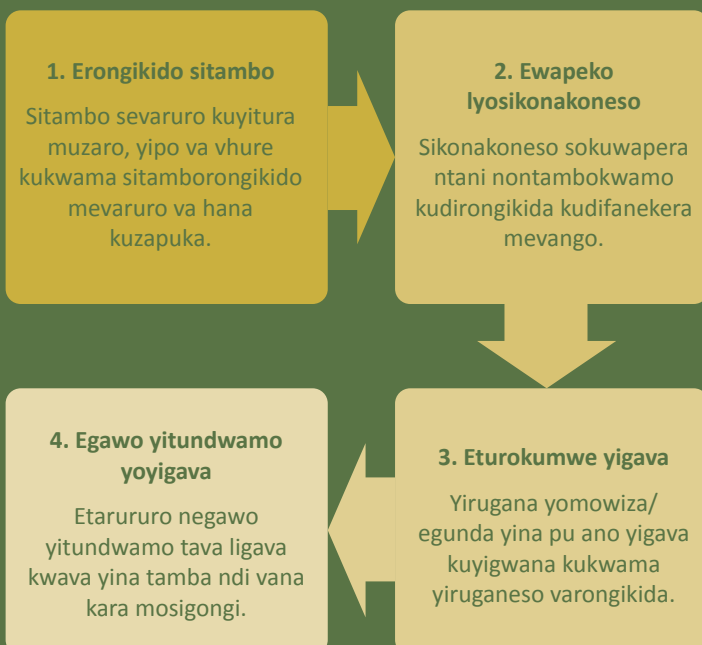 1. Erongikido sitambo
Sitambo sevaruro kuyitura
muzaro, yipo va vhure
kukwama sitamborongikido
mevaruro va hana
kuzapuka.
2. Ewapeko
lyosikonakoneso
Sikonakoneso sokuwapera
ntani nontambokwamo
kudirongikida kudifanekera
mevango.
3. Eturokumwe yigava
Yirugana yomowiza/
egunda yina pu ano yigava
kuyigwana kukwama
yiruganeso varongikida.
4. Egawo yitundwamo
yoyigava
Etarururo negawo
yitundwamo tava ligava
kwava yina tamba ndi vana
kara mosigongi.